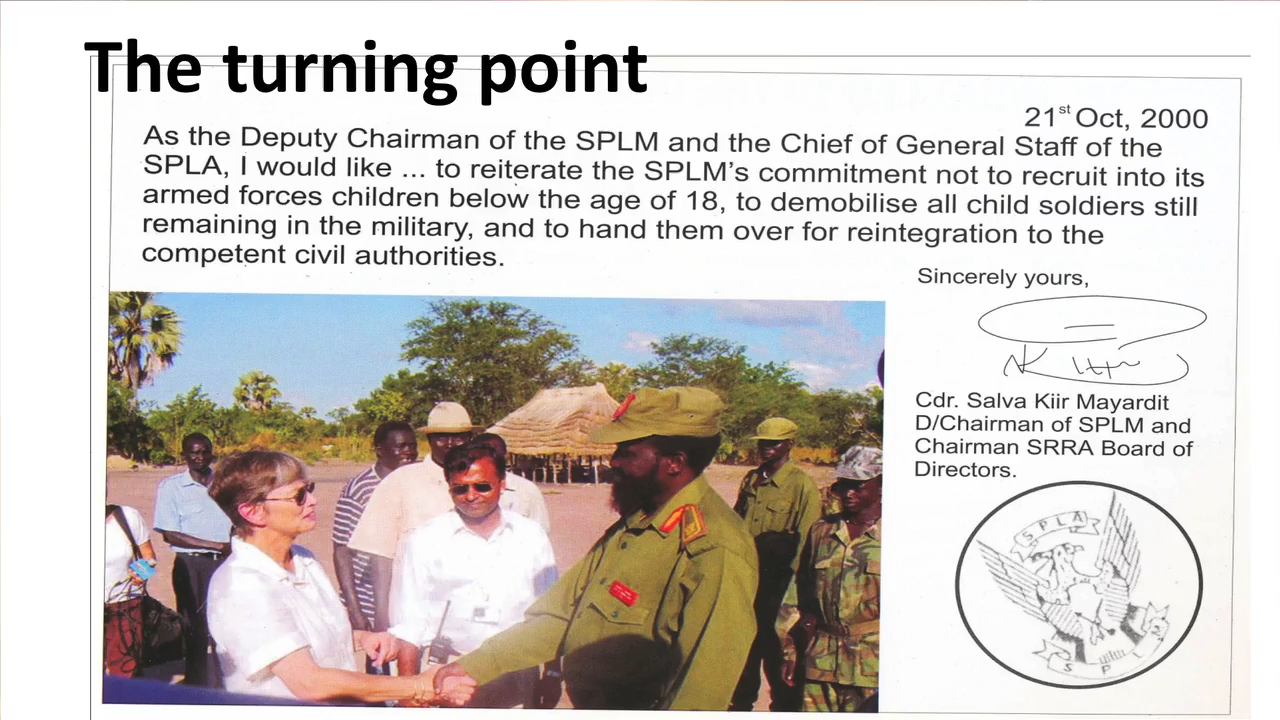 The turning point
21st Oct, 2000
As the Deputy Chairman of the SPLM and the Chief of General Staff of the
SPLA, I would like ... to reiterate the SPLM's commitment not to recruit into its
armed forces children below the age of 18, to demobilise all child soldiers still
remaining in the military, and to hand them over for reintegration to the
competent civil authorities.
Sincerely yours,
Cdr. Salva Kiir Mayardit
D/Chairman of SPLM and
Chairman SRRA Board of
Directors.
SPLA
S P L M